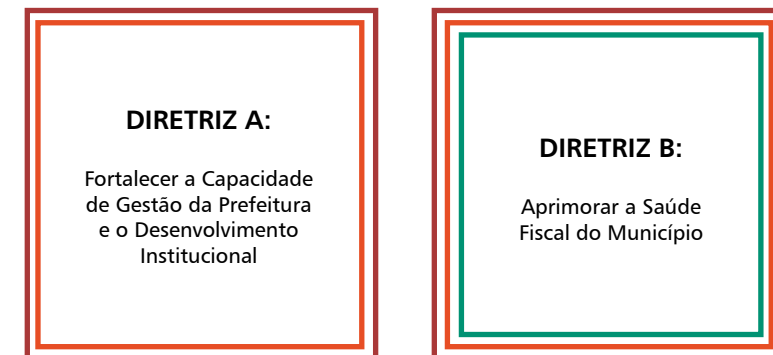 DIRETRIZ A:
Fortalecer a Capacidade
de Gestão da Prefeitura
e o Desenvolvimento
Institucional
DIRETRIZ B:
Aprimorar a Saúde
Fiscal do Município